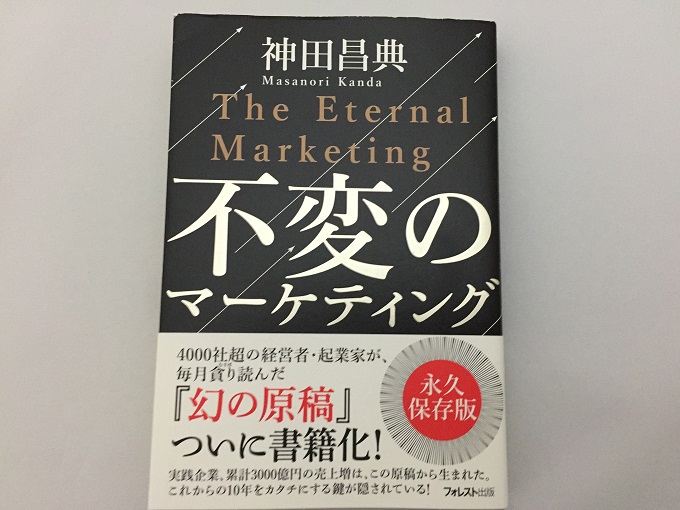 神田昌典
Masanori Kanda
The Eternal
Marketing
不変の
マーケティング
4000社超の経営者・起業家が、
毎月貪り読んだ
むさぼ
『幻の原稿』
ついに書籍化!
永久
保存版
実践企業、累計3000億円の売上増は、この原稿から生まれた。
これからの10年をカタチにする鍵が隠されている!
フォレスト出版